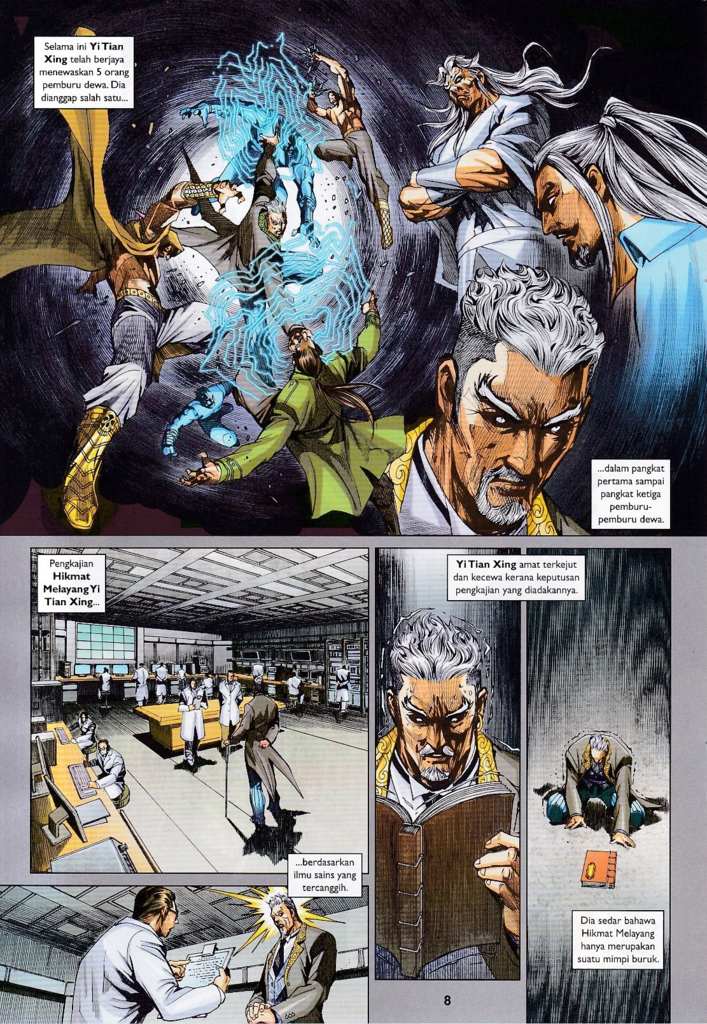 Selama ini Yi Tian
Xing telah berjaya
menewaskan 5 orang
pemburu dewa. Dia
dianggap salah satu...
...dalam pangkat
pertama sampai
pangkat ketiga
pemburu-
pemburu dewa.
Pengkajian
Hikmat
Melayang Yi
Tian Xing...
...berdasarkan
ilmu sains yang
tercanggih.
Yi Tian Xing amat terkejut
dan kecewa kerana keputusan
pengkajian yang diadakannya.
Dia sedar bahawa
Hikmat Melayang
hanya merupakan
suatu mimpi buruk.
8